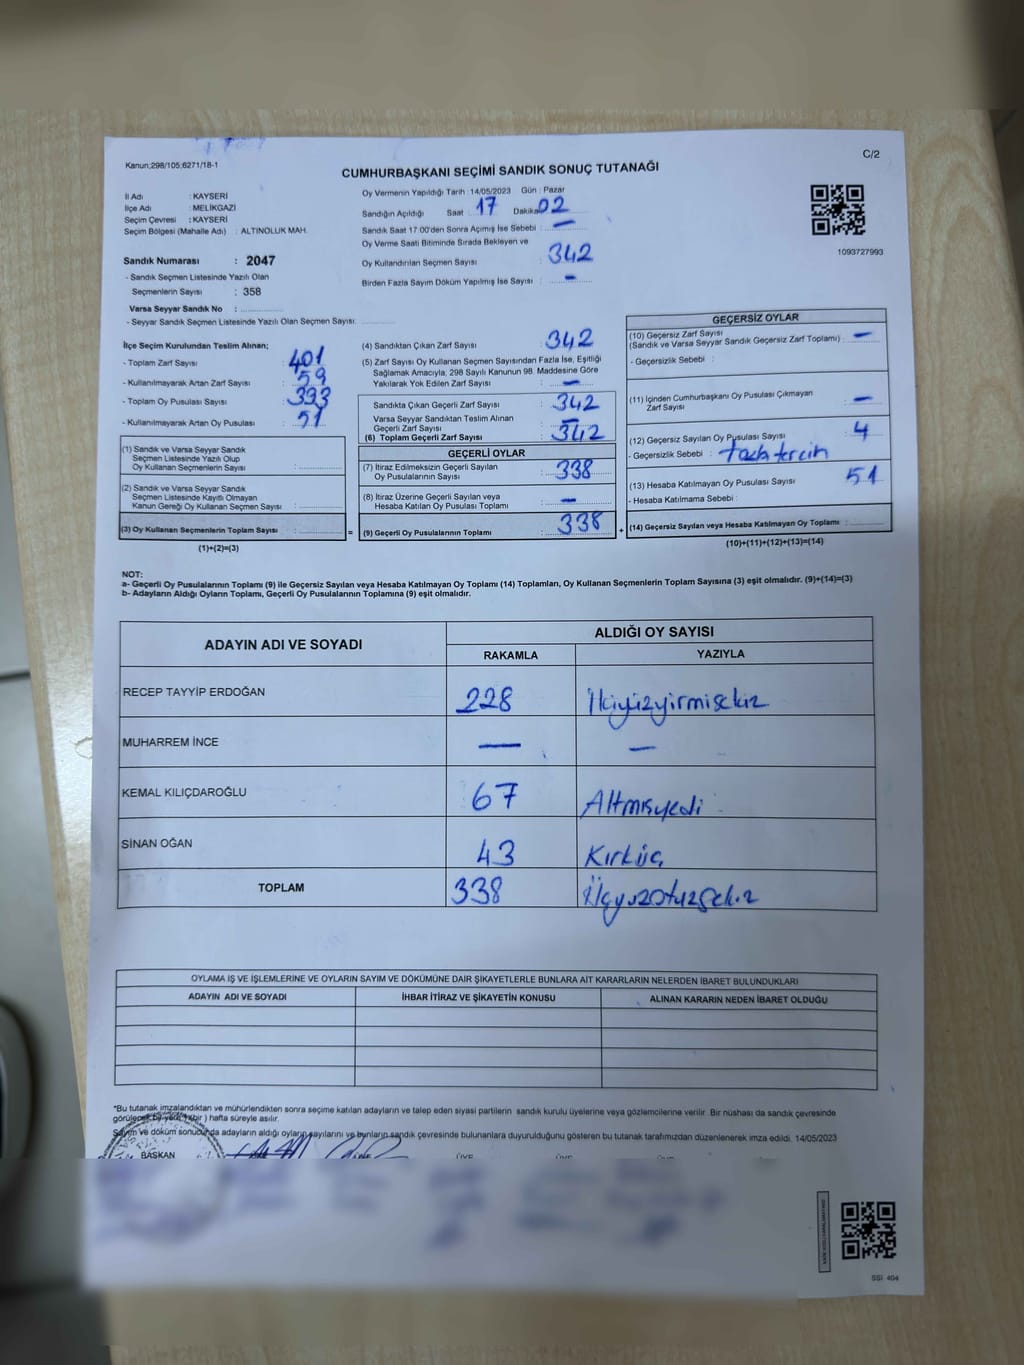 Kanun;298/105;6271/18-1
C/2
CUMHURBAŞKANI SEÇİMİ SANDIK SONUÇ TUTANAĞI
İl Adı : KAYSERİ
İlçe Adı : MELİKGAZİ
Seçim Çevresi : KAYSERİ
Seçim Bölgesi (Mahalle Adı) : ALTINOLUK MAH.
Sandık Numarası : 2047
- Sandık Seçmen Listesinde Yazılı Olan
Seçmenlerin Sayısı : 358
Varsa Seyyar Sandık No :
- Seyyar Sandık Seçmen Listesinde Yazılı Olan Seçmen Sayısı:
Oy Vermenin Yapıldığı Tarih : 14/05/2023 Gün : Pazar
Sandığın Açıldığı Saat 17 Dakika 02
Sandık Saat 17.00'den Sonra Açımış İse Sebebi : —
Oy Verme Saati Bitiminde Sırada Bekleyen ve
Oy Kullandırılan Seçmen Sayısı : 342
Birden Fazla Sayım Döküm Yapılmış İse Sayısı : —
1093727993
İlçe Seçim Kurulundan Teslim Alınan;
- Toplam Zarf Sayısı : 401
- Kullanılmayarak Artan Zarf Sayısı : 59
- Toplam Oy Pusulası Sayısı : 393
- Kullanılmayarak Artan Oy Pusulası : 51
(1) Sandık ve Varsa Seyyar Sandık
Seçmen Listesinde Yazılı Olup
Oy Kullanan Seçmenlerin Sayısı :
(2) Sandık ve Varsa Seyyar Sandık
Seçmen Listesinde Kayıtlı Olmayan
Kanun Gereği Oy Kullanan Seçmen Sayısı :
(3) Oy Kullanan Seçmenlerin Toplam Sayısı : =
(1)+(2)=(3)
(4) Sandıktan Çıkan Zarf Sayısı : 342
(5) Zarf Sayısı Oy Kullanan Seçmen Sayısından Fazla İse, Eşitliği
Sağlamak Amacıyla, 298 Sayılı Kanunun 98. Maddesine Göre
Yakılarak Yok Edilen Zarf Sayısı : —
Sandıkta Çıkan Geçerli Zarf Sayısı : 342
Varsa Seyyar Sandıktan Teslim Alınan
Geçerli Zarf Sayısı : —
(6) Toplam Geçerli Zarf Sayısı : 342
GEÇERLİ OYLAR
(7) İtiraz Edilmeksizin Geçerli Sayılan
Oy Pusulalarının Sayısı : 338
(8) İtiraz Üzerine Geçerli Sayılan veya
Hesaba Katılan Oy Pusulası Toplamı : —
(9) Geçerli Oy Pusulalarının Toplamı : 338 +
GEÇERSİZ OYLAR
(10) Geçersiz Zarf Sayısı
(Sandık ve Varsa Seyyar Sandık Geçersiz Zarf Toplamı) : —
- Geçersizlik Sebebi :
(11) İçinden Cumhurbaşkanı Oy Pusulası Çıkmayan
Zarf Sayısı : —
(12) Geçersiz Sayılan Oy Pusulası Sayısı : 4
- Geçersizlik Sebebi : fazla tercih
(13) Hesaba Katılmayan Oy Pusulası Sayısı : 51
- Hesaba Katılmama Sebebi :
(14) Geçersiz Sayılan veya Hesaba Katılmayan Oy Toplamı :
(10)+(11)+(12)+(13)=(14)
NOT:
a- Geçerli Oy Pusulalarının Toplamı (9) ile Geçersiz Sayılan veya Hesaba Katılmayan Oy Toplamı (14) Toplamları, Oy Kullanan Seçmenlerin Toplam Sayısına (3) eşit olmalıdır. (9)+(14)=(3)
b- Adayların Aldığı Oyların Toplamı, Geçerli Oy Pusulalarının Toplamına (9) eşit olmalıdır.
ADAYIN ADI VE SOYADI
ALDIĞI OY SAYISI
RAKAMLA YAZIYLA
RECEP TAYYİP ERDOĞAN 228 İkiyüzyirmisekiz
MUHARREM İNCE — —
KEMAL KILIÇDAROĞLU 67 Altmışyedi
SİNAN OĞAN 43 Kırküç
TOPLAM 338 Üçyüzotuzsekiz
OYLAMA İŞ VE İŞLEMLERİNE VE OYLARIN SAYIM VE DÖKÜMÜNE DAİR ŞİKAYETLERLE BUNLARA AİT KARARLARIN NELERDEN İBARET BULUNDUKLARI
ADAYIN ADI VE SOYADI İHBAR İTİRAZ VE ŞİKAYETİN KONUSU ALINAN KARARIN NEDEN İBARET OLDUĞU
*Bu tutanak imzalandıktan ve mühürlendikten sonra seçime katılan adayların ve talep eden siyasi partilerin sandık kurulu üyelerine veya gözlemcilerine verilir. Bir nüshası da sandık çevresinde
görülecek bir yere ( bir ) hafta süreyle asılır.
Sayım ve döküm sonucunda adayların aldığı oyların sayılarını ve bunların sandık çevresinde bulunanlara duyurulduğunu gösteren bu tutanak tarafımızdan düzenlenerek imza edildi. 14/05/2023
BAŞKAN ÜYE ÜYE
SSI 404